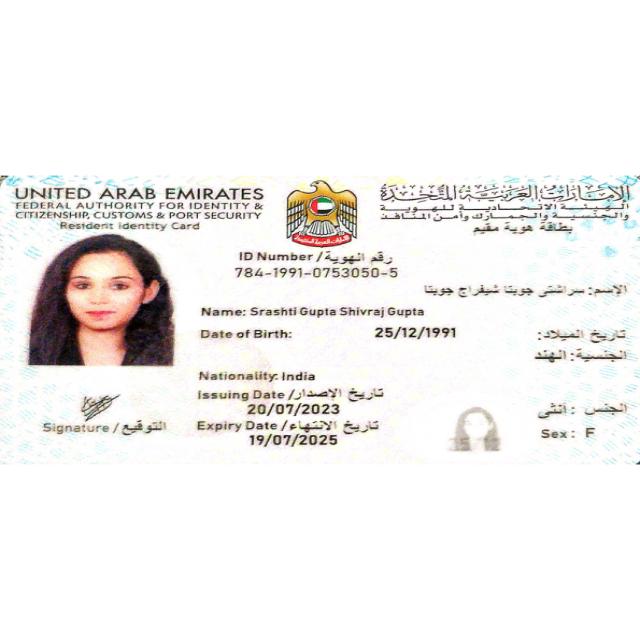 UNITED ARAB EMIRATES
FEDERAL AUTHORITY FOR IDENTITY &
CITIZENSHIP, CUSTOMS & PORT SECURITY
Resident Identity Card
الإمارات العربية المتحدة
الهيئة الاتحادية للهوية
والجنسية والجمارك وأمن المنافذ
بطاقة هوية مقيم
ID Number / رقم الهوية
784-1991-0753050-5
الإسم: سراشتى جوبتا شيفراج جوبتا
Name: Srashti Gupta Shivraj Gupta
Date of Birth: 25/12/1991 تاريخ الميلاد:
الجنسية: الهند
Nationality: India
Issuing Date / تاريخ الإصدار
20/07/2023
Expiry Date / تاريخ الانتهاء
19/07/2025
الجنس : أنثى
Sex: F
Signature / التوقيع